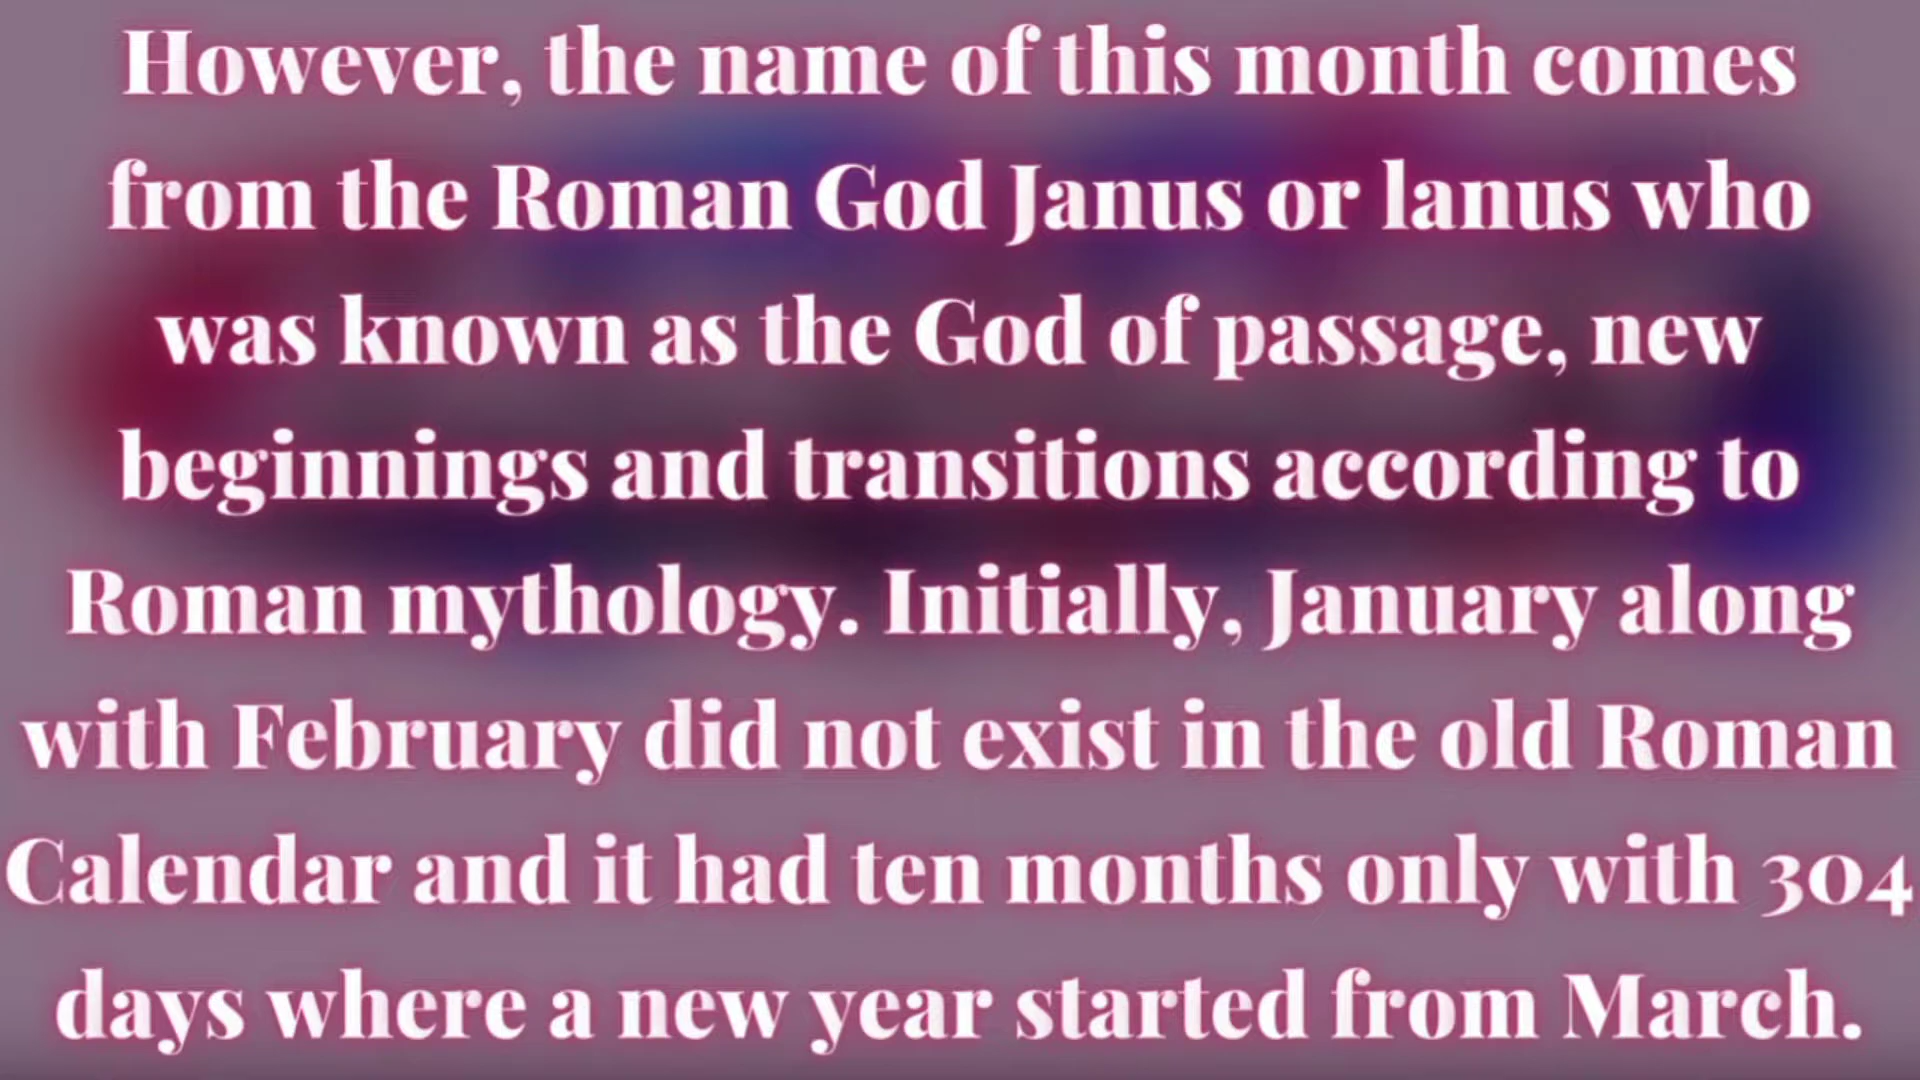 However, the name of this month comes
from the Roman God Janus or lanus who
was known as the God of passage, new
beginnings and transitions according to
Roman mythology. Initially, January along
with February did not exist in the old Roman
Calendar and it had ten months only with 304
days where a new year started from March.